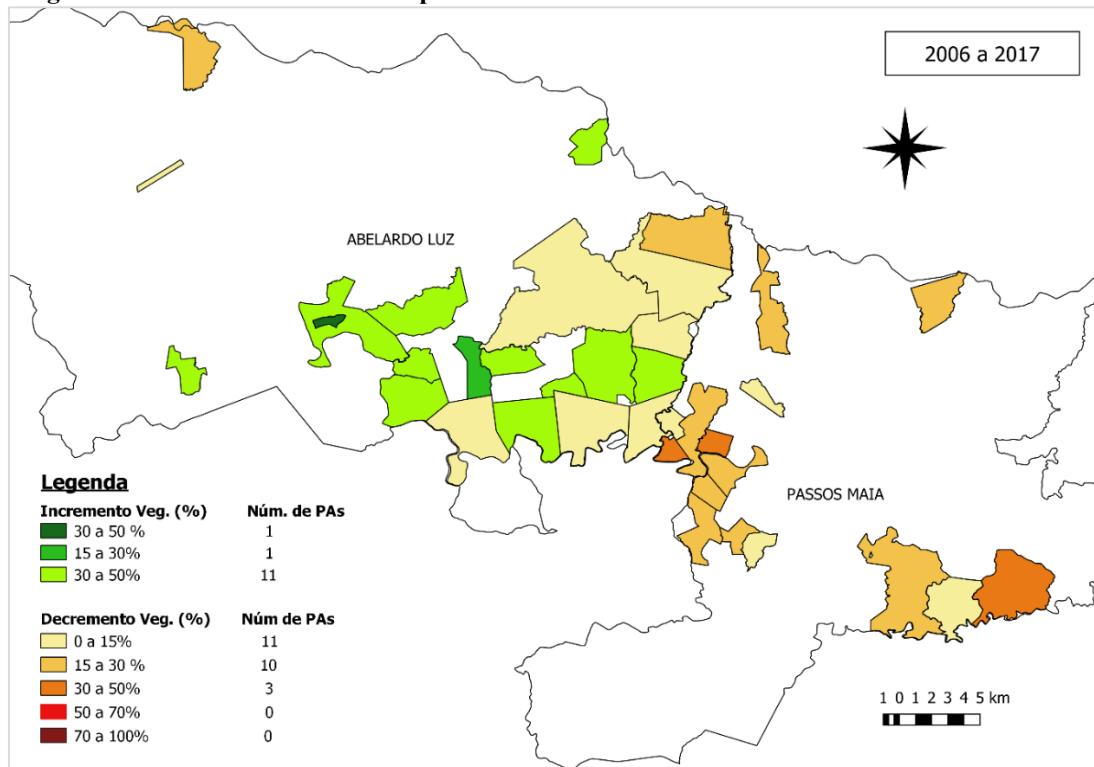 2006 a 2017
ABELARDO LUZ
PASSOS MAIA
Legenda
Incremento Veg. (%) Núm. de PAs
30 a 50 % 1
15 a 30% 1
30 a 50% 11
Decremento Veg. (%) Núm de PAs
0 a 15% 11
15 a 30 % 10
30 a 50% 3
50 a 70% 0
70 a 100% 0
1 0 1 2 3 4 5 km